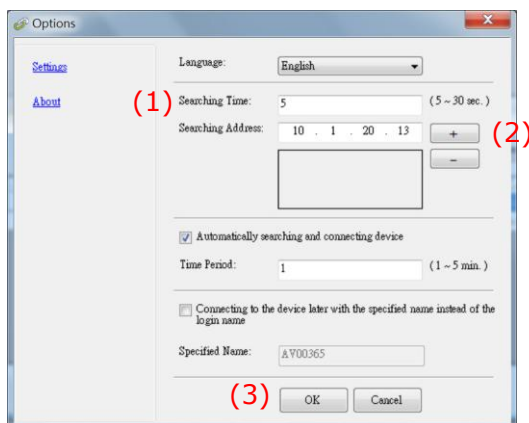 Options
Settings
About
Language:
English
(1)
Searching Time:
5
(5 ~ 30 sec.)
Searching Address:
10 . 1 . 20 . 13
+
(2)
−
Automatically searching and connecting device
Time Period:
1
(1 ~ 5 min.)
Connecting to the device later with the specified name instead of the
login name
Specified Name:
AV00365
(3)
OK
Cancel